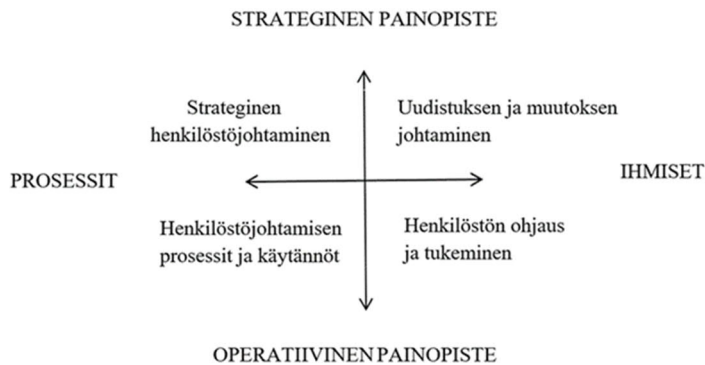 STRATEGINEN PAINOPISTE
Strateginen
henkilöstöjohtaminen
Uudistuksen ja muutoksen
johtaminen
PROSESSIT
IHMISET
Henkilöstöjohtamisen
prosessit ja käytännöt
Henkilöstön ohjaus
ja tukeminen
OPERATIIVINEN PAINOPISTE